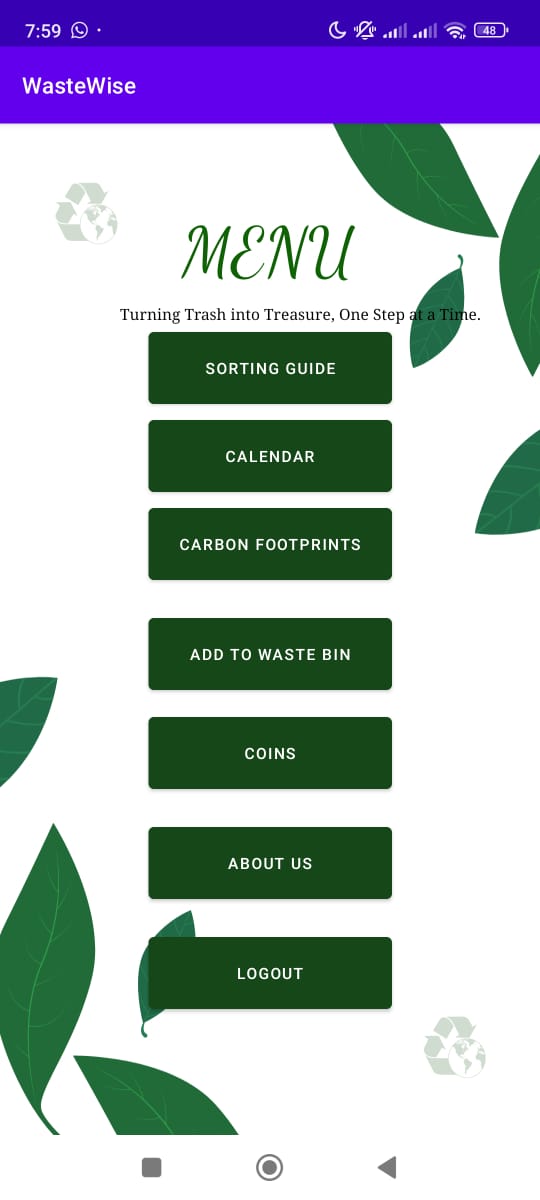 7:59
48
WasteWise
MENU
Turning Trash into Treasure, One Step at a Time.
SORTING GUIDE
CALENDAR
CARBON FOOTPRINTS
ADD TO WASTE BIN
COINS
ABOUT US
LOGOUT